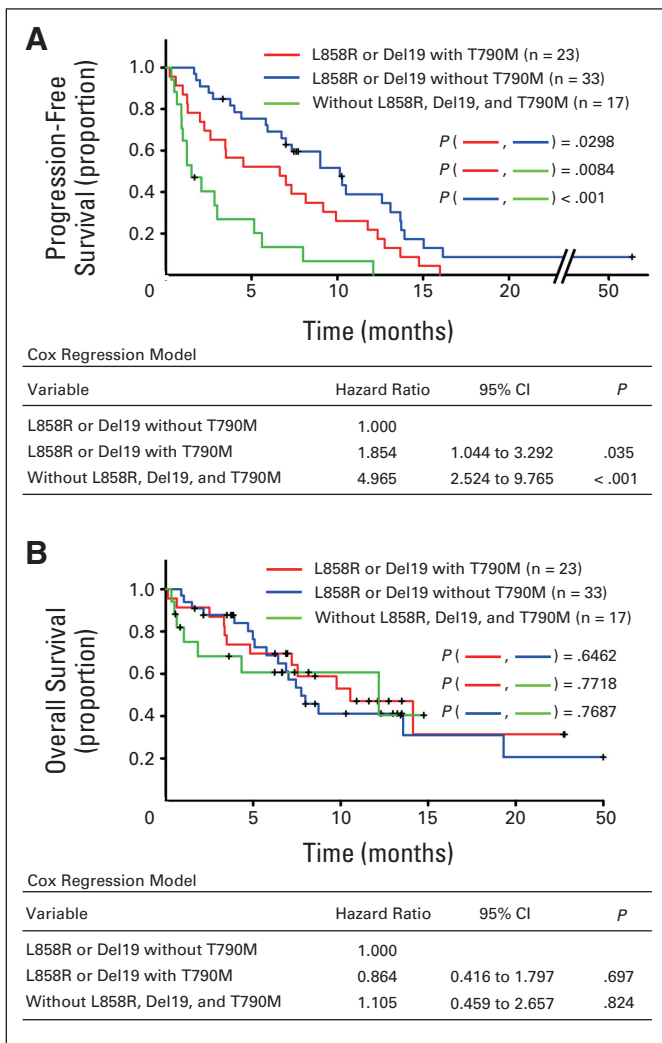 A
L858R or Del19 with T790M (n = 23)
L858R or Del19 without T790M (n = 33)
Without L858R, Del19, and T790M (n = 17)
P ( , ) = .0298
P ( , ) = .0084
P ( , ) < .001
Progression-Free
Survival (proportion)
1.0
0.8
0.6
0.4
0.2
0 5 10 15 20 50
Time (months)
Cox Regression Model
Variable Hazard Ratio 95% CI P
L858R or Del19 without T790M 1.000
L858R or Del19 with T790M 1.854 1.044 to 3.292 .035
Without L858R, Del19, and T790M 4.965 2.524 to 9.765 < .001
B
L858R or Del19 with T790M (n = 23)
L858R or Del19 without T790M (n = 33)
Without L858R, Del19, and T790M (n = 17)
P ( , ) = .6462
P ( , ) = .7718
P ( , ) = .7687
Overall Survival
(proportion)
1.0
0.8
0.6
0.4
0.2
0 5 10 15 20 50
Time (months)
Cox Regression Model
Variable Hazard Ratio 95% CI P
L858R or Del19 without T790M 1.000
L858R or Del19 with T790M 0.864 0.416 to 1.797 .697
Without L858R, Del19, and T790M 1.105 0.459 to 2.657 .824